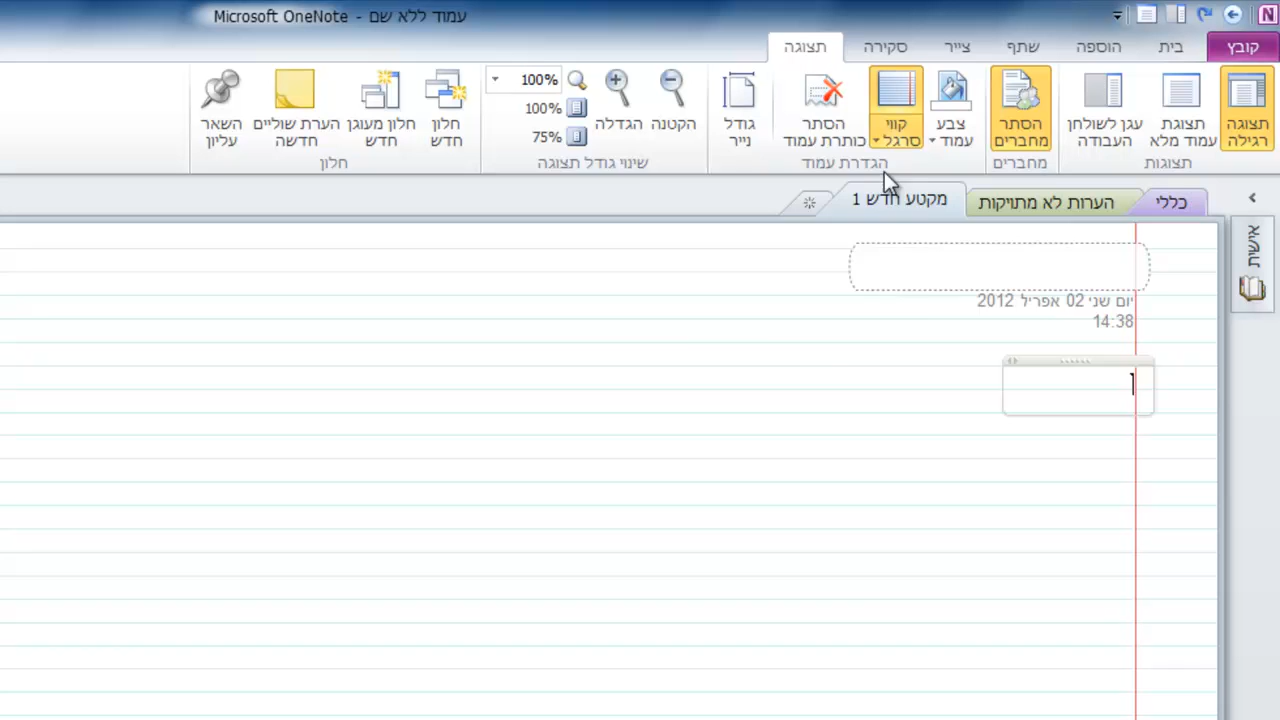 עמוד ללא שם - Microsoft OneNote
קובץ
בית
הוספה
שתף
צייר
סקירה
תצוגה
תצוגה
רגילה
תצוגת
עמוד מלא
עגן לשולחן
העבודה
תצוגות
הסתר
מחברים
מחברים
צבע
עמוד
קווי
סרגל
הסתר
כותרת עמוד
גודל
נייר
הגדרת עמוד
הקטנה
הגדלה
100%
100%
75%
שינוי גודל תצוגה
חלון
חדש
חלון מעוגן
חדש
הערת שוליים
חדשה
השאר
עליון
חלון
כללי
הערות לא מתויקות
מקטע חדש 1
אישית
יום שני 02 אפריל 2012
14:38